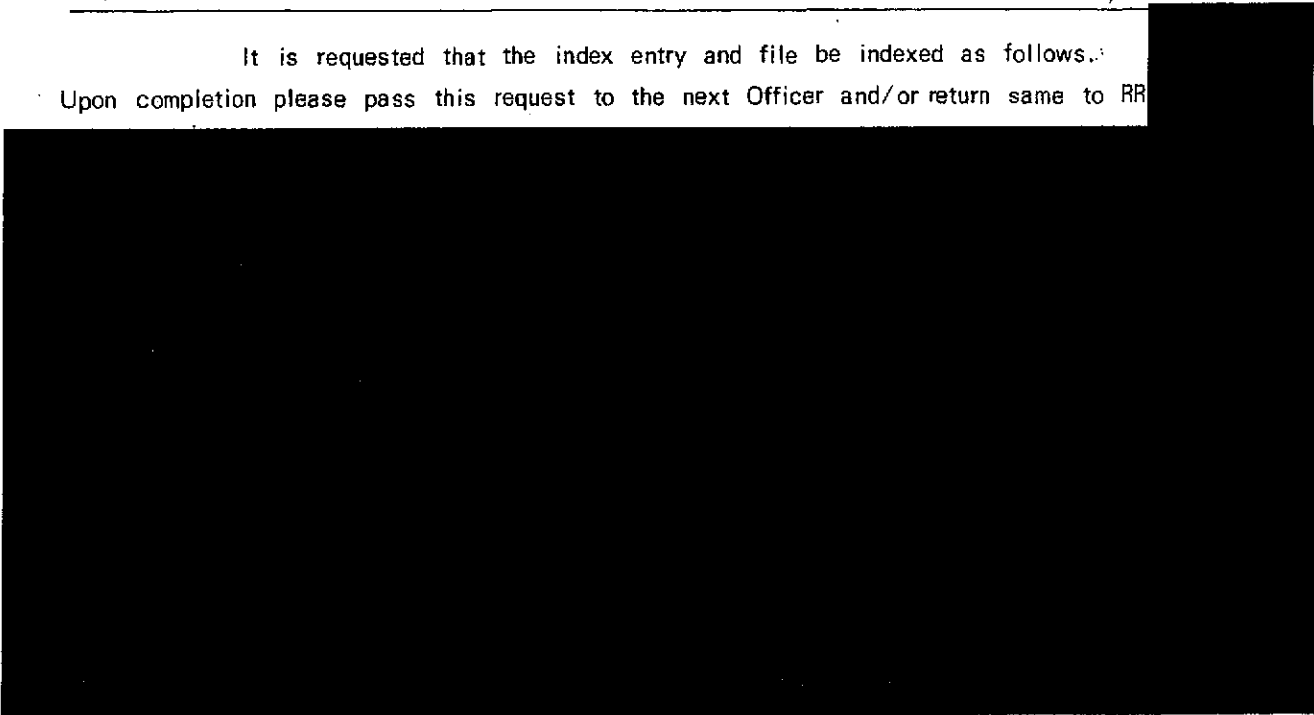 It is requested that the index entry and file be indexed as follows.
Upon completion please pass this request to the next Officer and/or return same to RR